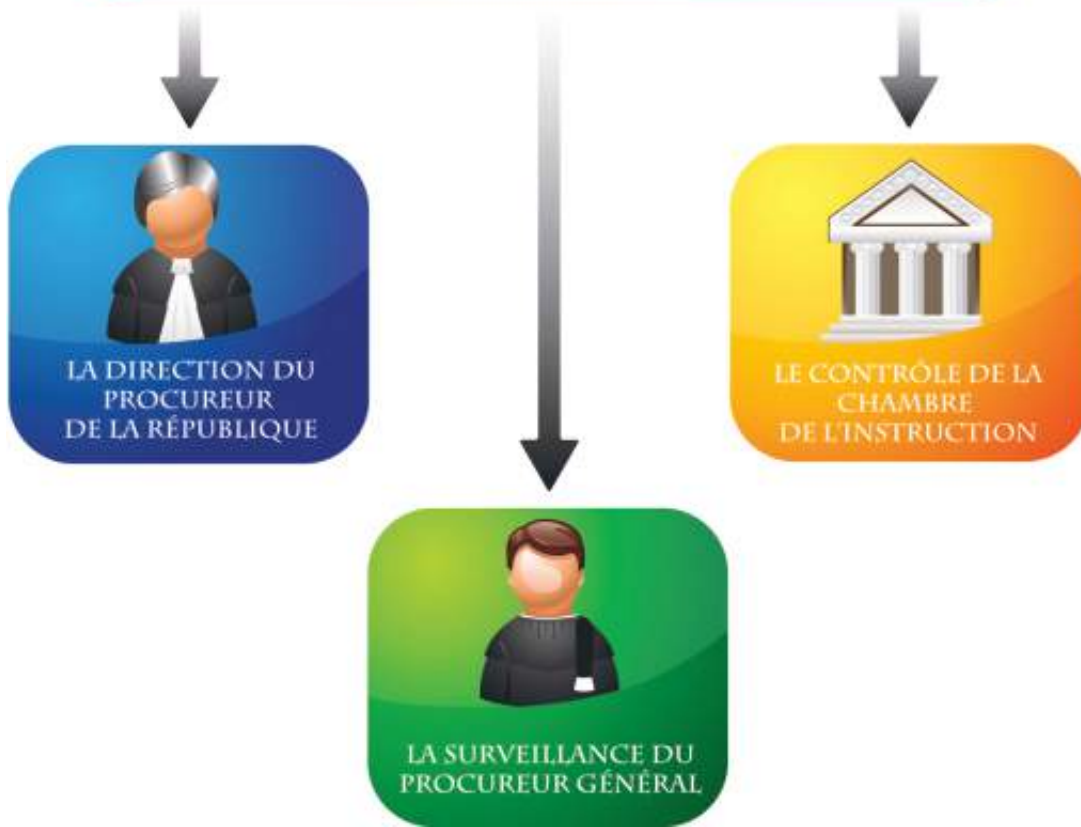 LA DIRECTION DU
PROCUREUR
DE LA RÉPUBLIQUE
LE CONTRÔLE DE LA
CHAMBRE
DE L'INSTRUCTION
LA SURVEILLANCE DU
PROCUREUR GÉNÉRAL